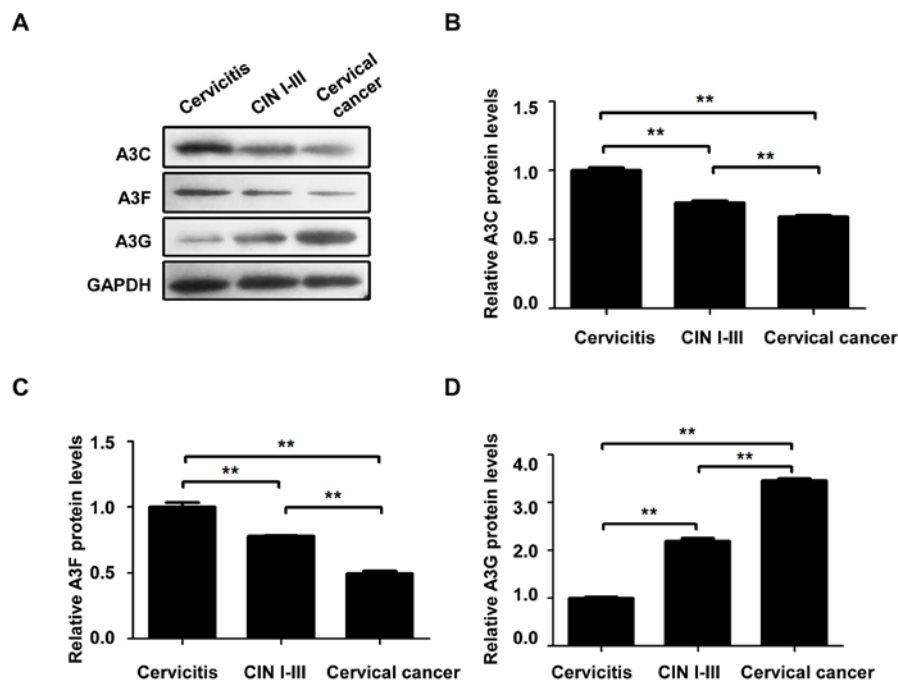 A
Cervicitis
CIN I-III
Cervical
cancer
A3C
A3F
A3G
GAPDH
B
Relative A3C protein levels
1.5
1.0
0.5
0.0
**
**
**
Cervicitis CIN I-III Cervical cancer
C
Relative A3F protein levels
1.5
1.0
0.5
0.0
**
**
**
Cervicitis CIN I-III Cervical cancer
D
Relative A3G protein levels
4.0
3.0
2.0
1.0
0.0
**
**
**
Cervicitis CIN I-III Cervical cancer